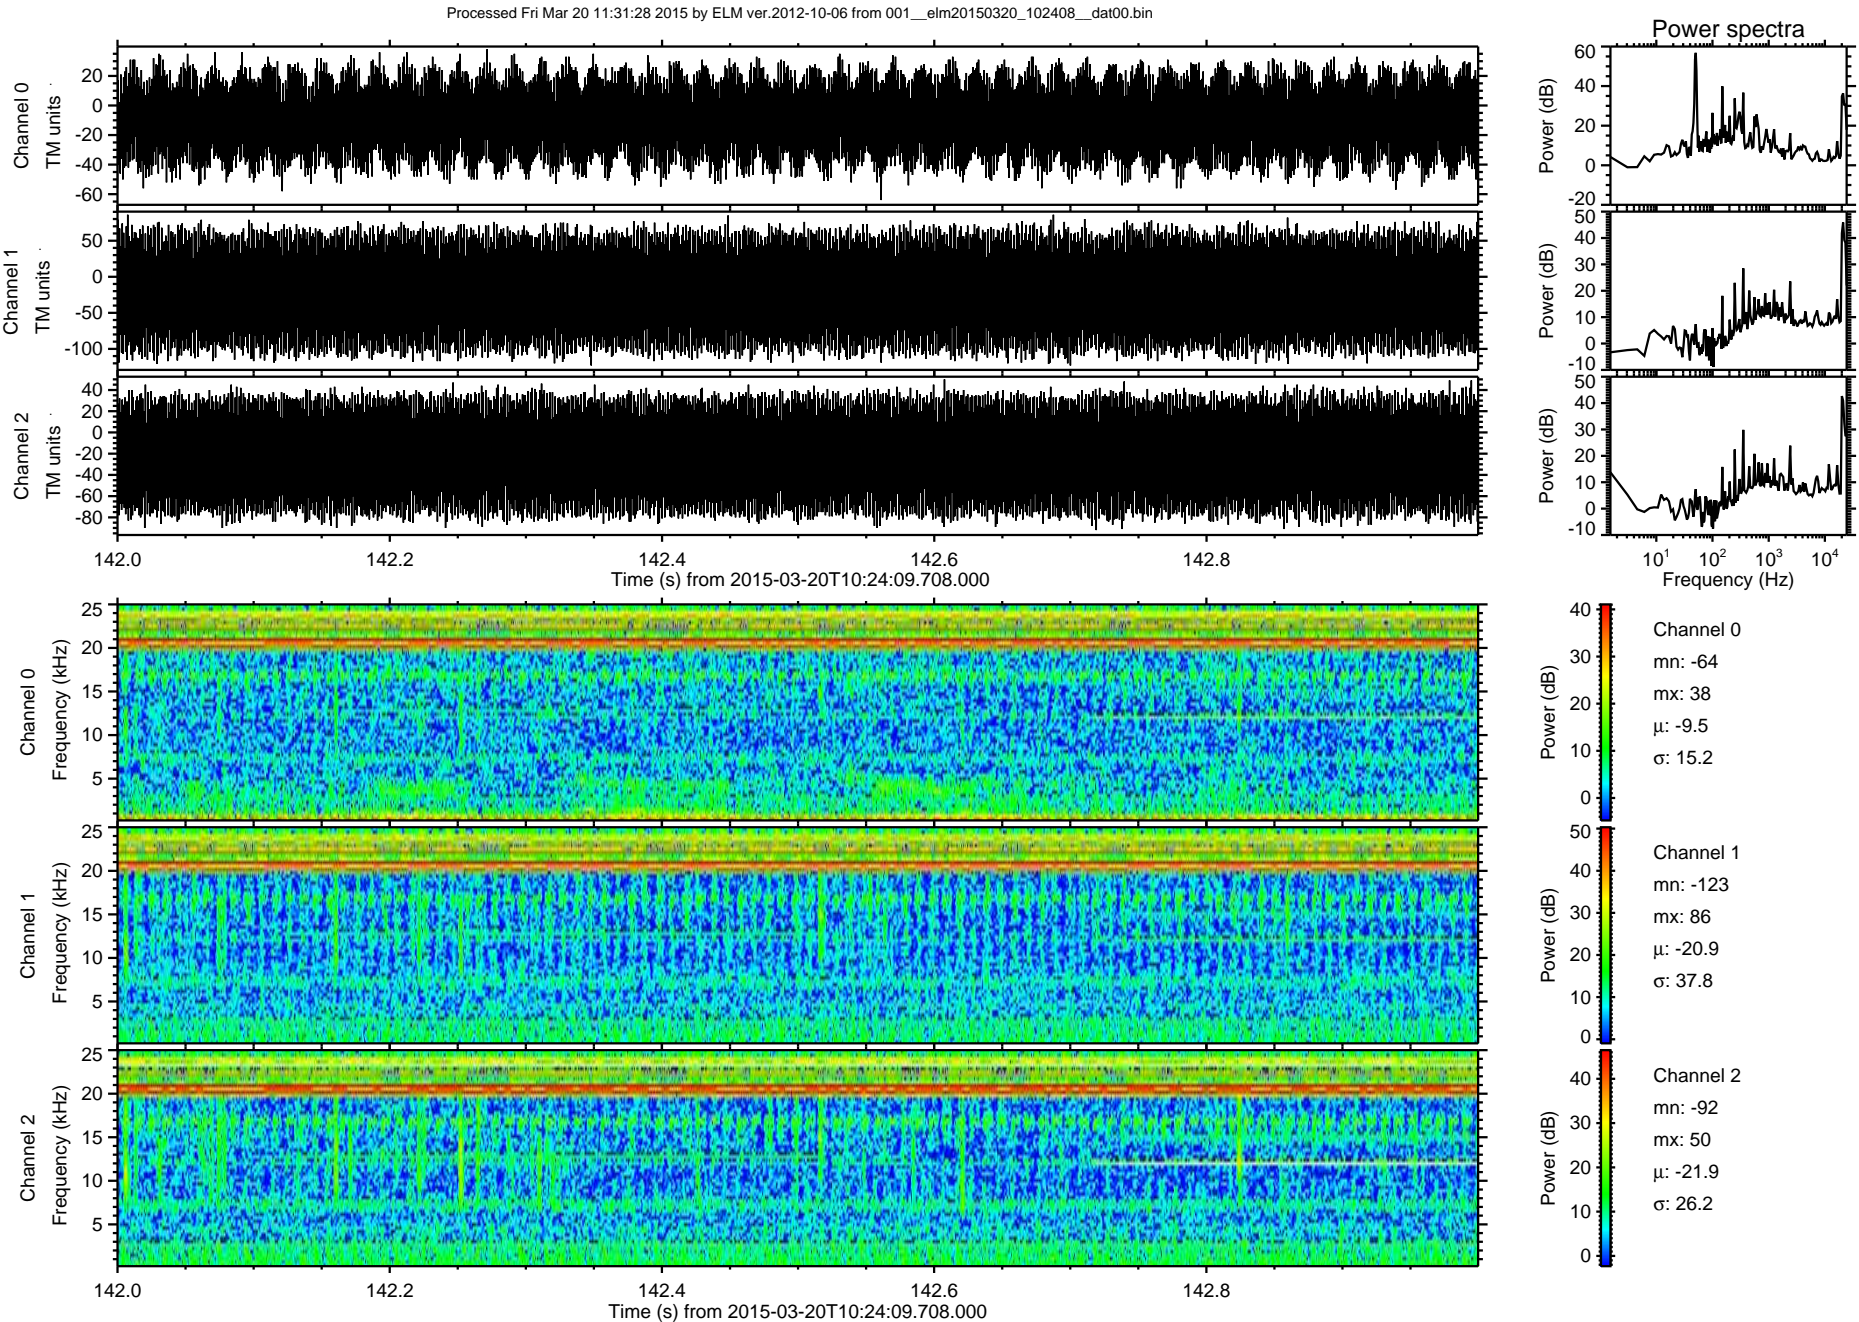 Processed Fri Mar 20 11:31:28 2015 by ELM ver.2012-10-06 from 001__elm20150320_102408__dat00.bin
Power spectra
Channel 0
TM units
20
0
-20
-40
-60
Power (dB)
60
40
20
0
-20
Channel 1
TM units
50
0
-50
-100
Power (dB)
50
40
30
20
10
0
-10
Channel 2
TM units
40
20
0
-20
-40
-60
-80
Power (dB)
50
40
30
20
10
0
-10
142.0 142.2 142.4 142.6 142.8
Time (s) from 2015-03-20T10:24:09.708.000
10¹ 10² 10³ 10⁴
Frequency (Hz)
Channel 0
Frequency (kHz)
25
20
15
10
5
Power (dB)
40
30
20
10
0
Channel 0
mn: -64
mx: 38
μ: -9.5
σ: 15.2
Channel 1
Frequency (kHz)
25
20
15
10
5
Power (dB)
50
40
30
20
10
0
Channel 1
mn: -123
mx: 86
μ: -20.9
σ: 37.8
Channel 2
Frequency (kHz)
25
20
15
10
5
Power (dB)
40
30
20
10
0
Channel 2
mn: -92
mx: 50
μ: -21.9
σ: 26.2
142.0 142.2 142.4 142.6 142.8
Time (s) from 2015-03-20T10:24:09.708.000